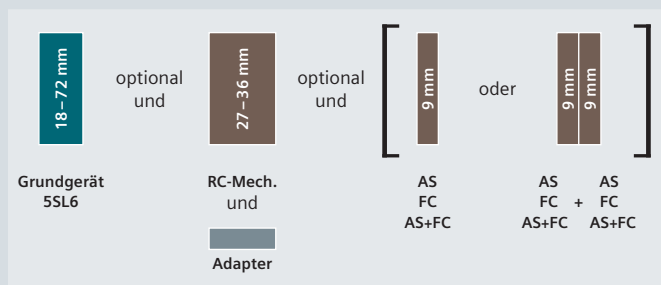 18–72 mm
optional
und
27–36 mm
optional
und
9 mm
oder
9 mm
9 mm
Grundgerät
5SL6
RC-Mech.
und
Adapter
AS
FC
AS+FC
AS AS
FC + FC
AS+FC AS+FC